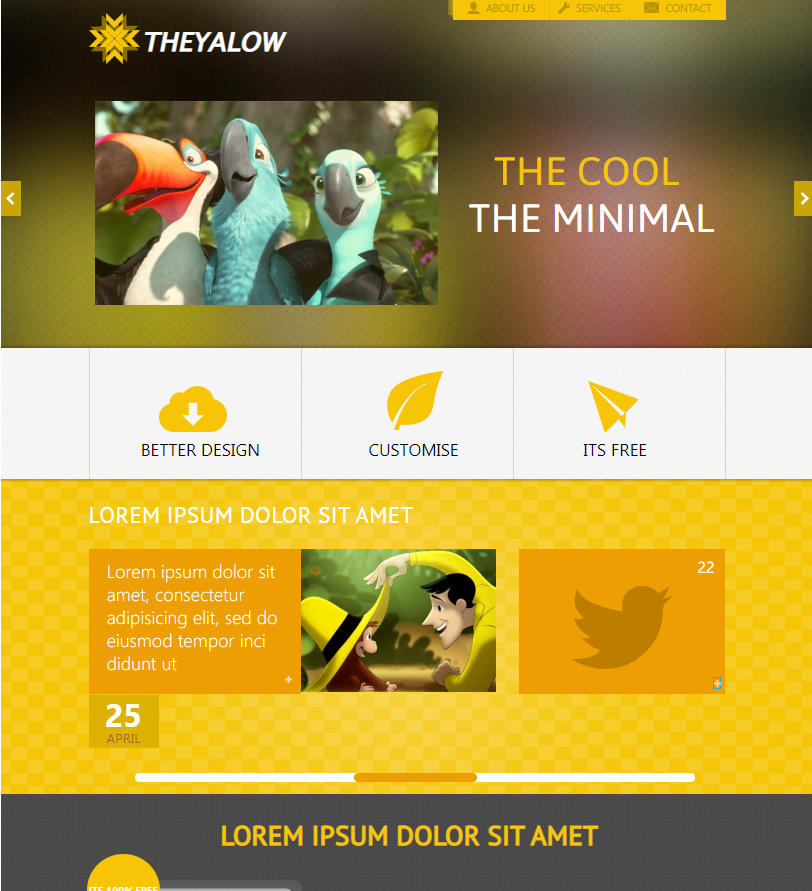 ABOUT US
SERVICES
CONTACT
THEYALOW
THE COOL
THE MINIMAL
BETTER DESIGN
CUSTOMISE
ITS FREE
LOREM IPSUM DOLOR SIT AMET
Lorem ipsum dolor sit
amet, consectetur
adipisicing elit, sed do
eiusmod tempor inci
didunt ut
22
25
APRIL
LOREM IPSUM DOLOR SIT AMET
ITS 100% FREE